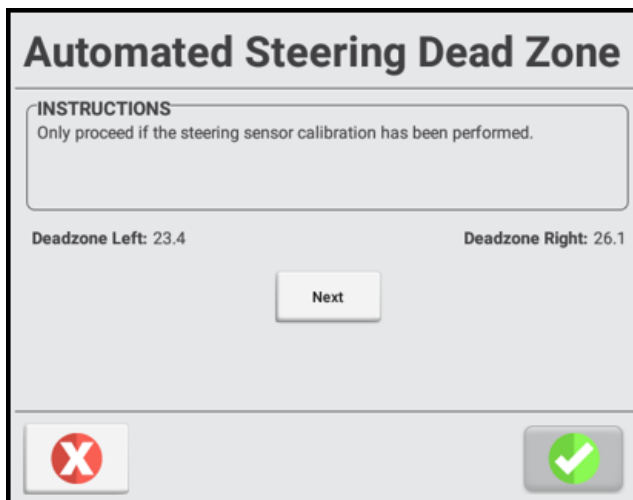 Automated Steering Dead Zone
INSTRUCTIONS
Only proceed if the steering sensor calibration has been performed.
Deadzone Left: 23.4
Deadzone Right: 26.1
Next